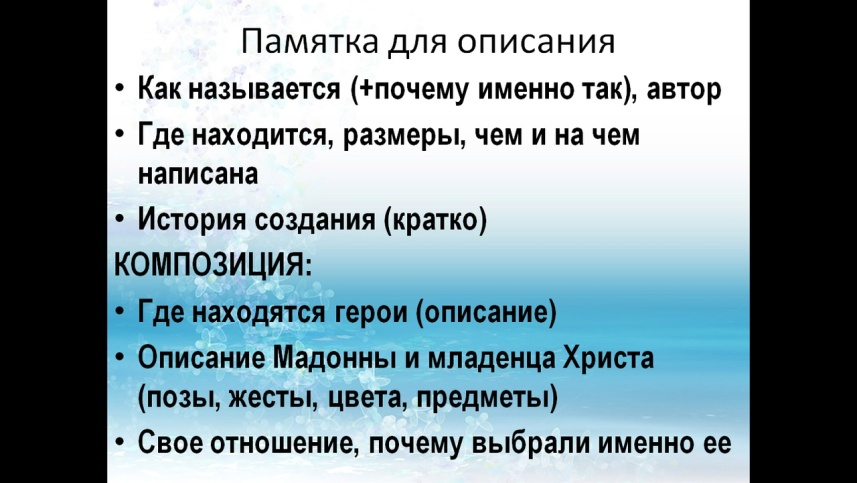 Памятка для описания
• Как называется (+почему именно так), автор
• Где находится, размеры, чем и на чем
написана
• История создания (кратко)
КОМПОЗИЦИЯ:
• Где находятся герои (описание)
• Описание Мадонны и младенца Христа
(позы, жесты, цвета, предметы)
• Свое отношение, почему выбрали именно ее